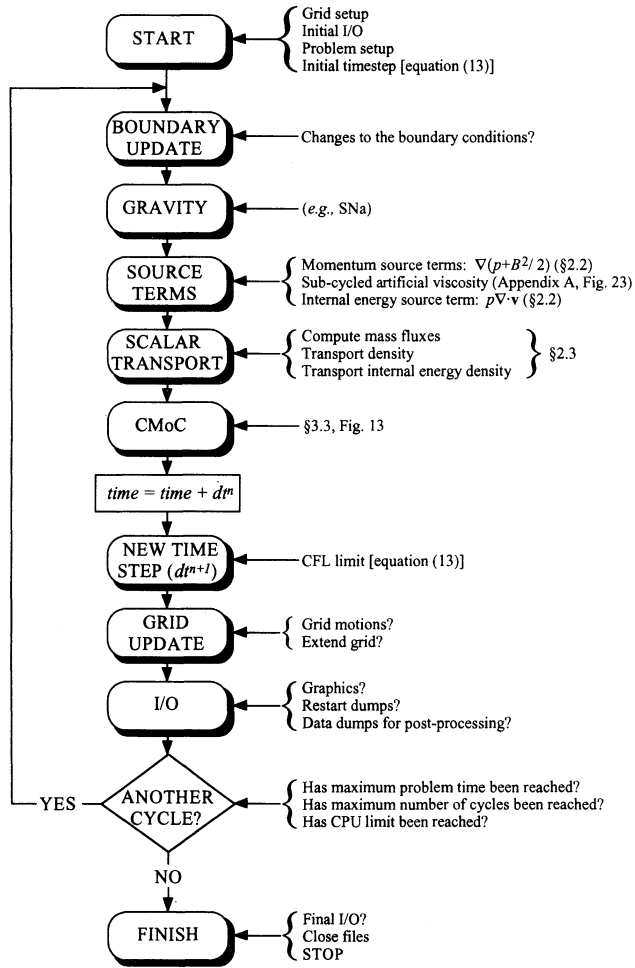 START
Grid setup
Initial I/O
Problem setup
Initial timestep [equation (13)]
BOUNDARY
UPDATE
Changes to the boundary conditions?
GRAVITY
(e.g., SNa)
SOURCE
TERMS
Momentum source terms: ∇(p+B²/ 2) (§2.2)
Sub-cycled artificial viscosity (Appendix A, Fig. 23)
Internal energy source term: p∇·v (§2.2)
SCALAR
TRANSPORT
Compute mass fluxes
Transport density
Transport internal energy density
§2.3
CMoC
§3.3, Fig. 13
time = time + dtⁿ
NEW TIME
STEP (dtⁿ⁺¹)
CFL limit [equation (13)]
GRID
UPDATE
Grid motions?
Extend grid?
I/O
Graphics?
Restart dumps?
Data dumps for post-processing?
YES
ANOTHER
CYCLE?
Has maximum problem time been reached?
Has maximum number of cycles been reached?
Has CPU limit been reached?
NO
FINISH
Final I/O?
Close files
STOP